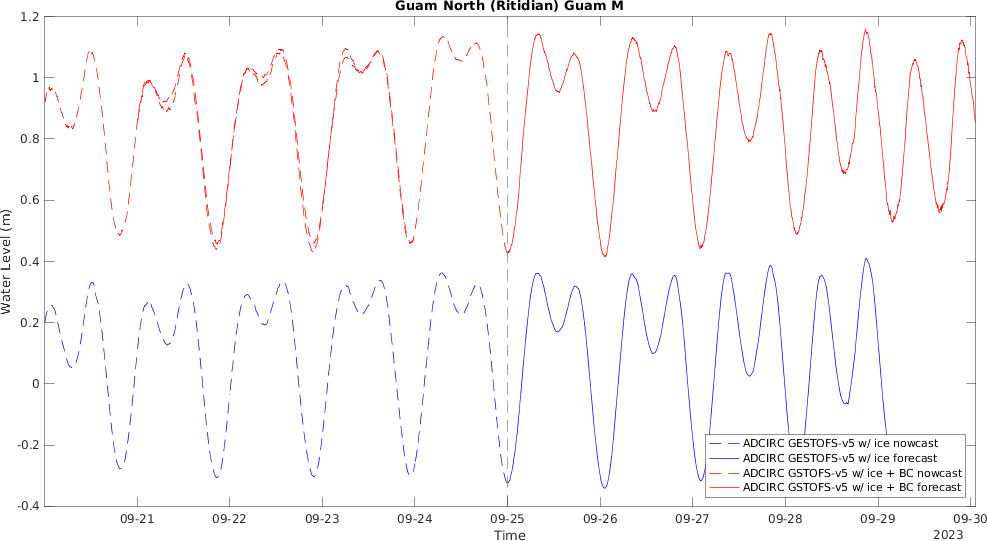 Guam North (Ritidian) Guam M
1.2
1
0.8
0.6
0.4
0.2
0
-0.2
-0.4
Water Level (m)
09-21
09-22
09-23
09-24
09-25
09-26
09-27
09-28
09-29
09-30
Time
2023
ADCIRC GESTOFS-v5 w/ ice nowcast
ADCIRC GESTOFS-v5 w/ ice forecast
ADCIRC GSTOFS-v5 w/ ice + BC nowcast
ADCIRC GSTOFS-v5 w/ ice + BC forecast